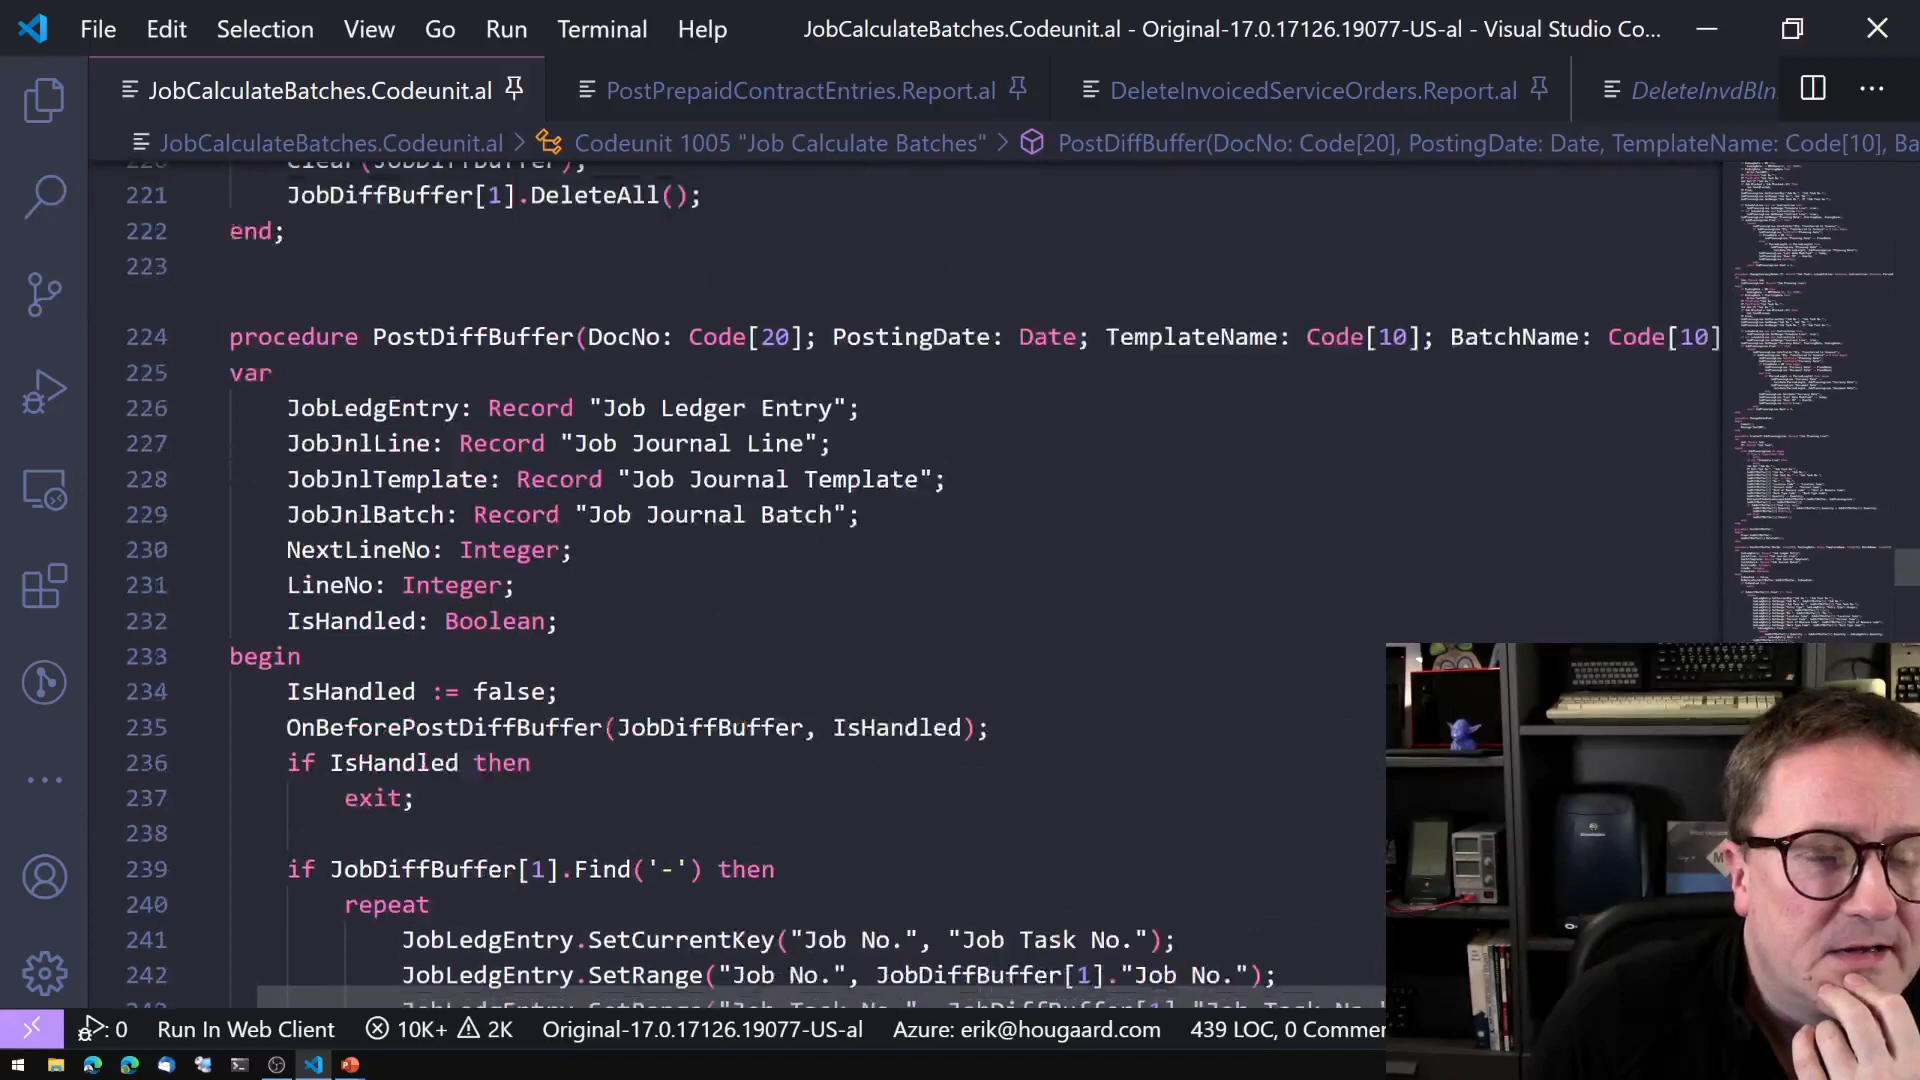 File Edit Selection View Go Run Terminal Help JobCalculateBatches.Codeunit.al - Original-17.0.17126.19077-US-al - Visual Studio Co...
JobCalculateBatches.Codeunit.al PostPrepaidContractEntries.Report.al DeleteInvoicedServiceOrders.Report.al DeleteInvdBln
JobCalculateBatches.Codeunit.al > Codeunit 1005 "Job Calculate Batches" > PostDiffBuffer(DocNo: Code[20], PostingDate: Date, TemplateName: Code[10], Ba
220 Clear(JobDiffBuffer);
221 JobDiffBuffer[1].DeleteAll();
222 end;
223
224 procedure PostDiffBuffer(DocNo: Code[20]; PostingDate: Date; TemplateName: Code[10]; BatchName: Code[10]
225 var
226 JobLedgEntry: Record "Job Ledger Entry";
227 JobJnlLine: Record "Job Journal Line";
228 JobJnlTemplate: Record "Job Journal Template";
229 JobJnlBatch: Record "Job Journal Batch";
230 NextLineNo: Integer;
231 LineNo: Integer;
232 IsHandled: Boolean;
233 begin
234 IsHandled := false;
235 OnBeforePostDiffBuffer(JobDiffBuffer, IsHandled);
236 if IsHandled then
237 exit;
238
239 if JobDiffBuffer[1].Find('-') then
240 repeat
241 JobLedgEntry.SetCurrentKey("Job No.", "Job Task No.");
242 JobLedgEntry.SetRange("Job No.", JobDiffBuffer[1]."Job No.");
0 Run In Web Client 10K+ 2K Original-17.0.17126.19077-US-al Azure: erik@hougaard.com 439 LOC, 0 Comme